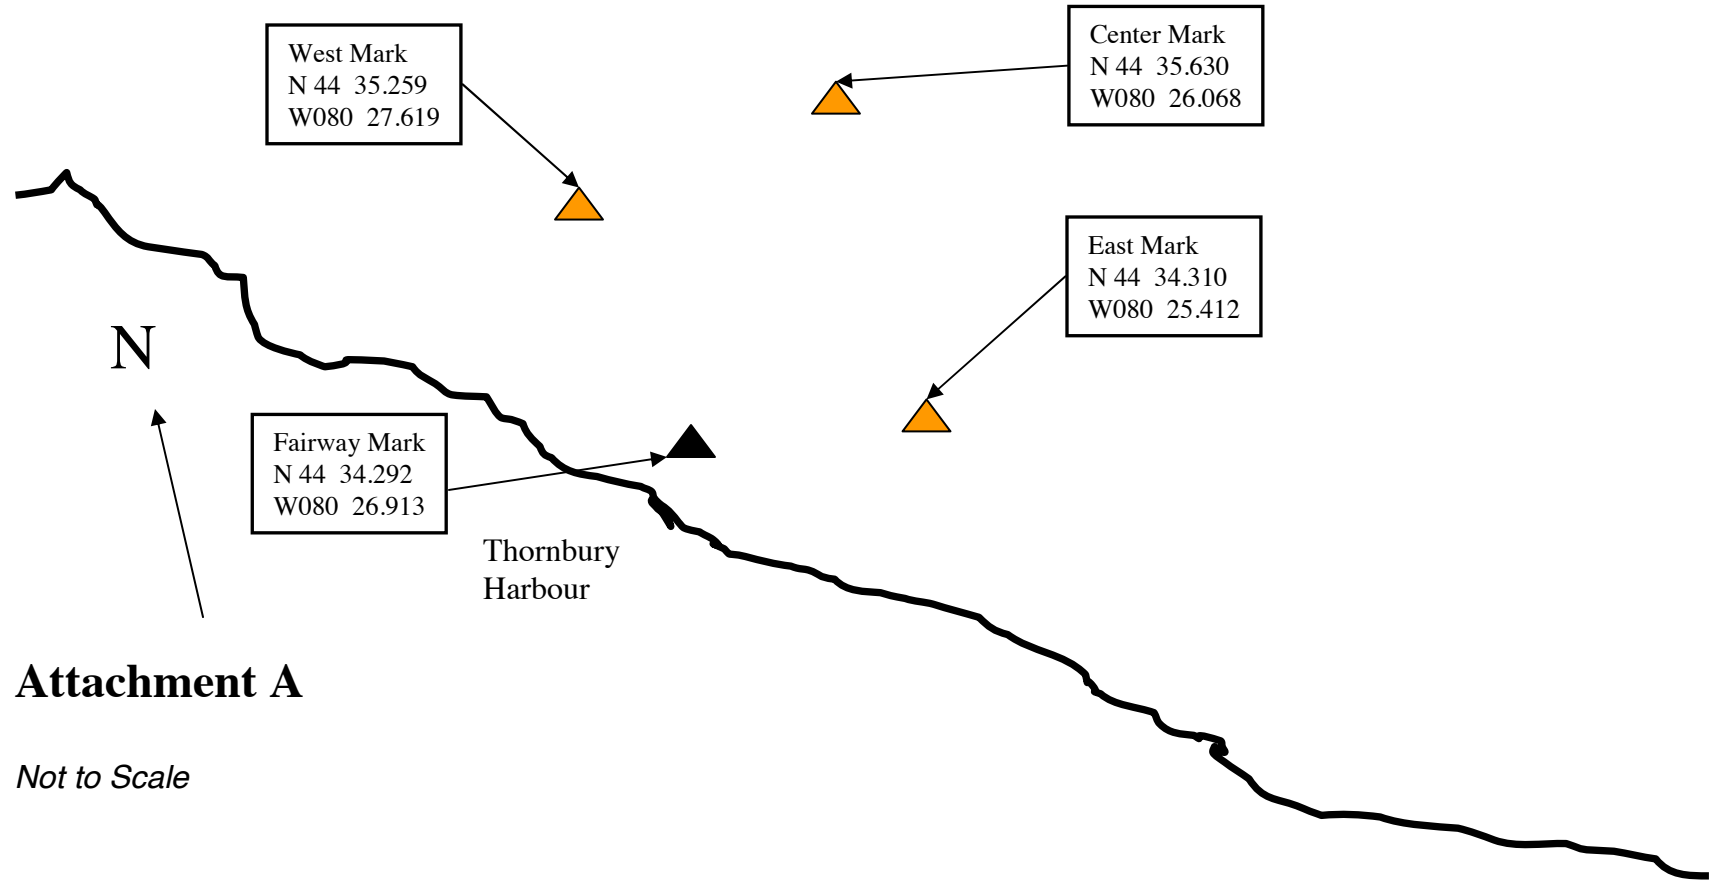 West Mark
N 44  35.259
W080  27.619
Center Mark
N 44  35.630
W080  26.068
East Mark
N 44  34.310
W080  25.412
N
Fairway Mark
N 44  34.292
W080  26.913
Thornbury
Harbour
Attachment A
Not to Scale